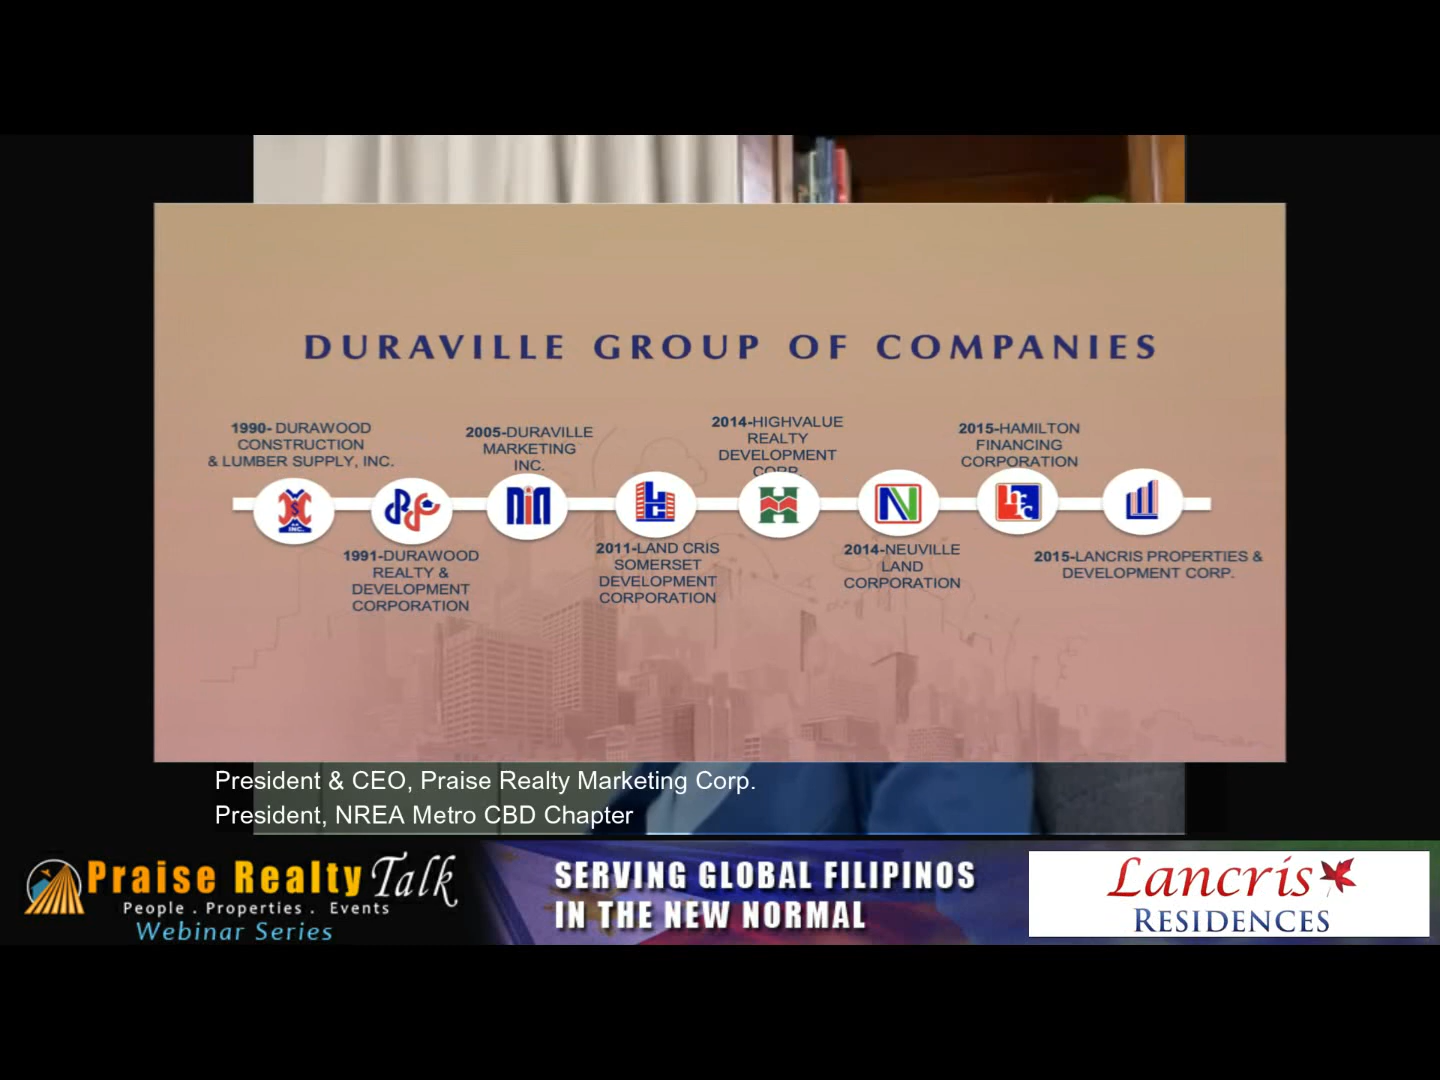 DURAVILLE GROUP OF COMPANIES
1990- DURAWOOD
CONSTRUCTION
& LUMBER SUPPLY, INC.
1991-DURAWOOD
REALTY &
DEVELOPMENT
CORPORATION
2005-DURAVILLE
MARKETING
INC.
2011-LAND CRIS
SOMERSET
DEVELOPMENT
CORPORATION
2014-HIGHVALUE
REALTY
DEVELOPMENT
CORP.
2014-NEUVILLE
LAND
CORPORATION
2015-HAMILTON
FINANCING
CORPORATION
2015-LANCRIS PROPERTIES &
DEVELOPMENT CORP.
INC.
President & CEO, Praise Realty Marketing Corp.
President, NREA Metro CBD Chapter
Praise Realty Talk
People . Properties . Events
Webinar Series
SERVING GLOBAL FILIPINOS
IN THE NEW NORMAL
Lancris
RESIDENCES